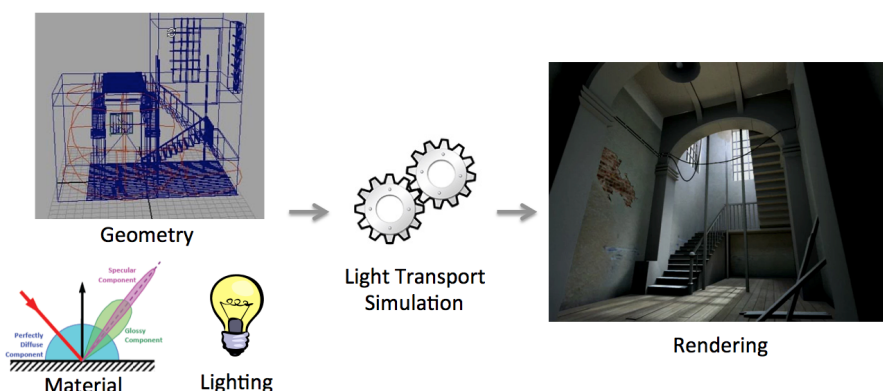 Geometry
Specular
Component
Glossy
Component
Perfectly
Diffuse
Component
Material
Lighting
Light Transport
Simulation
Rendering